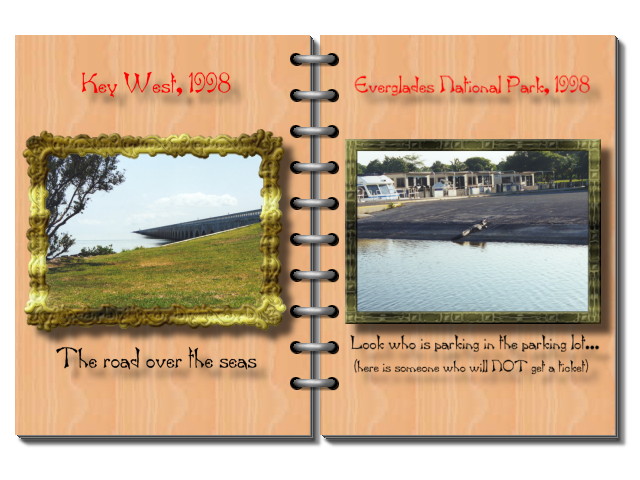 Key West, 1998
The road over the seas
Everglades National Park, 1998
Look who is parking in the parking lot...
(here is someone who will NOT get a ticket)